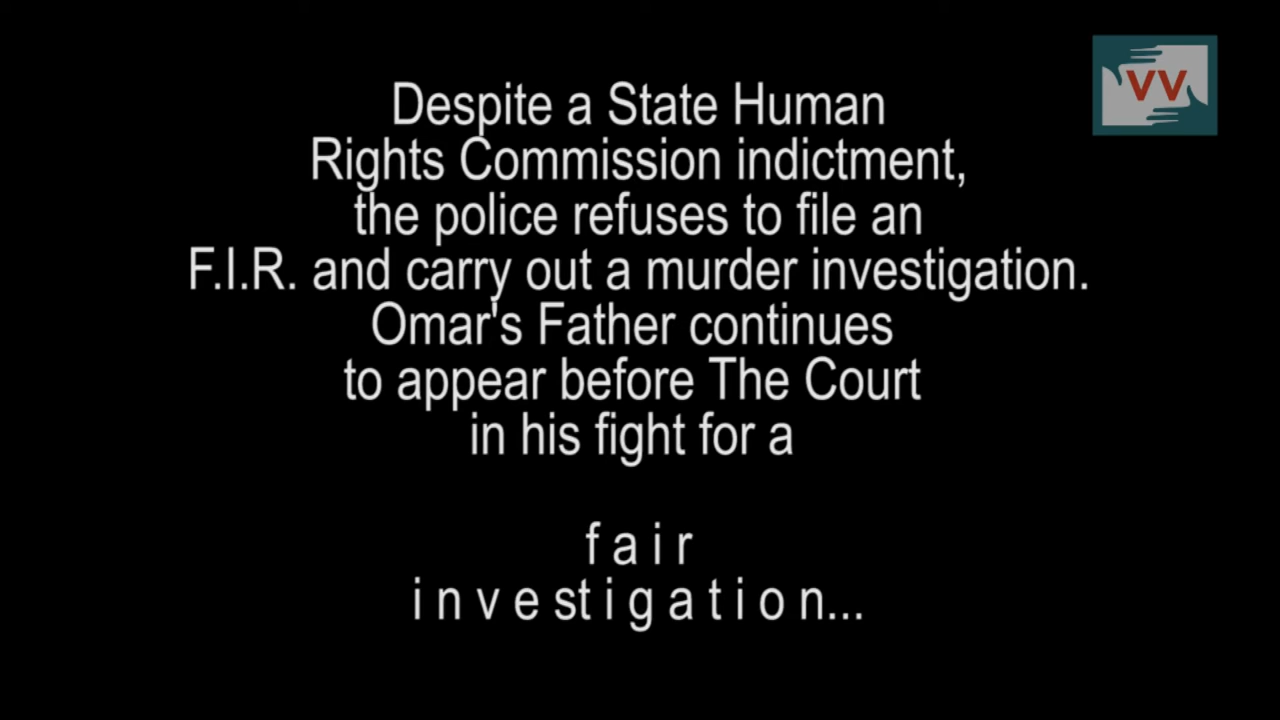 VV
Despite a State Human
Rights Commission indictment,
the police refuses to file an
F.I.R. and carry out a murder investigation.
Omar's Father continues
to appear before The Court
in his fight for a
f a i r
i n v e st i g a t i o n...